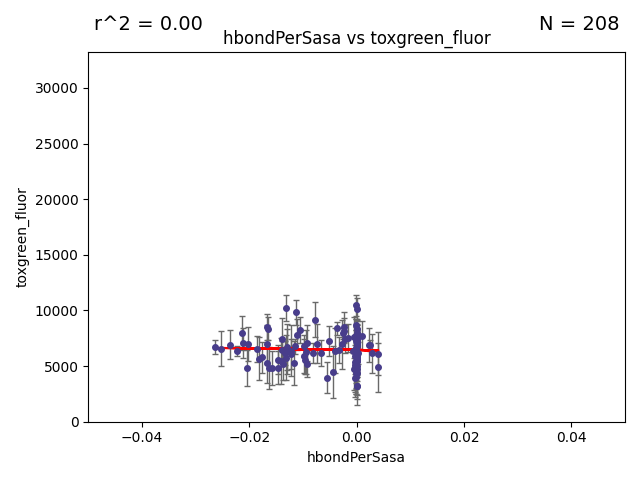 r^2 = 0.00
N = 208
hbondPerSasa vs toxgreen_fluor
30000
25000
20000
15000
10000
5000
0
toxgreen_fluor
−0.04
−0.02
0.00
0.02
0.04
hbondPerSasa